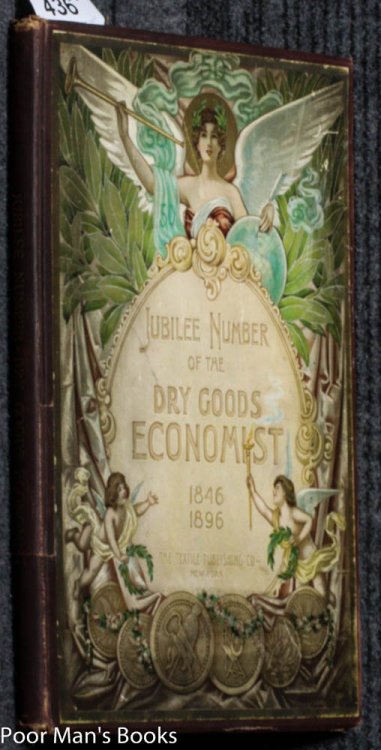 436
JUBILEE NUMBER
OF THE
DRY GOODS
ECONOMIST
1846
1896
THE TEXTILE PUBLISHING CO
NEW YORK
Poor Man's Books